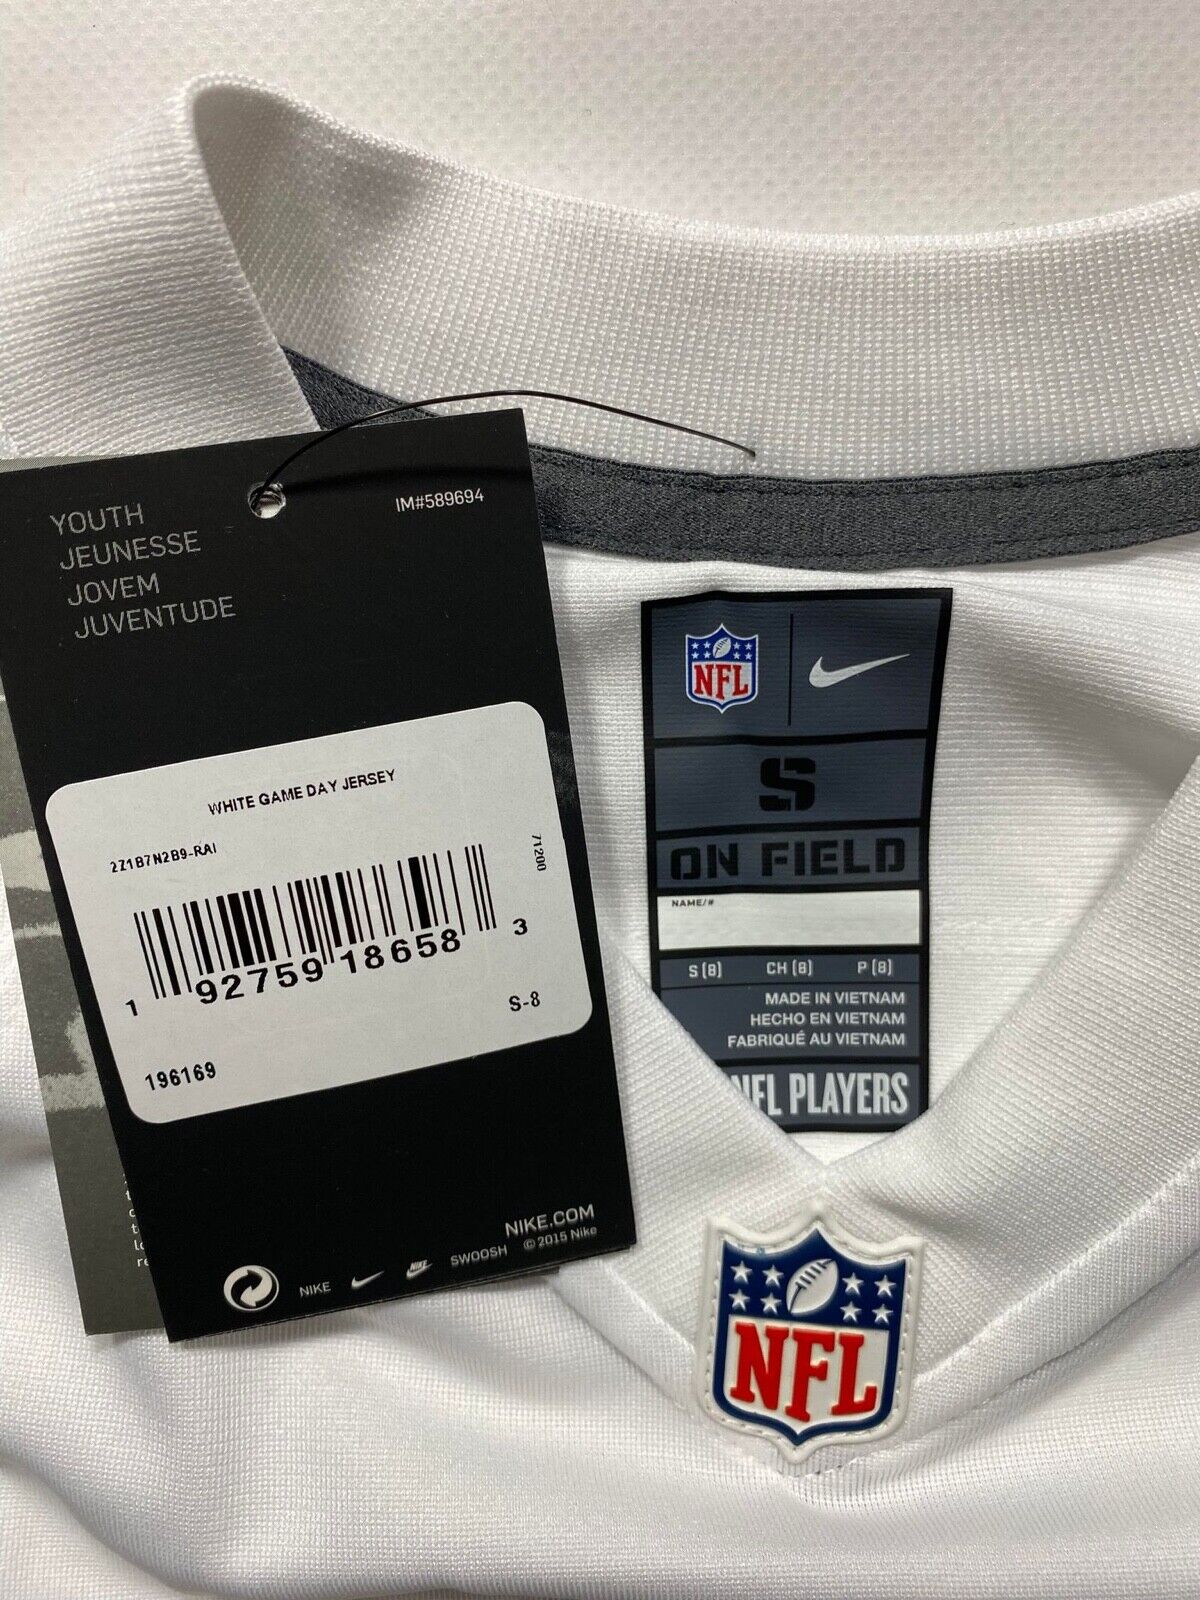 YOUTH
JEUNESSE
JOVEM
JUVENTUDE
IM#589694
WHITE GAME DAY JERSEY
2Z1B7N2B9-RAI
71200
1 92759 18658 3
S-8
196169
NIKE.COM
© 2015 Nike
NIKE
NIKE
SWOOSH
NFL
S
ON FIELD
NAME/#
S (8) CH (8) P (8)
MADE IN VIETNAM
HECHO EN VIETNAM
FABRIQUÉ AU VIETNAM
NFL PLAYERS
NFL